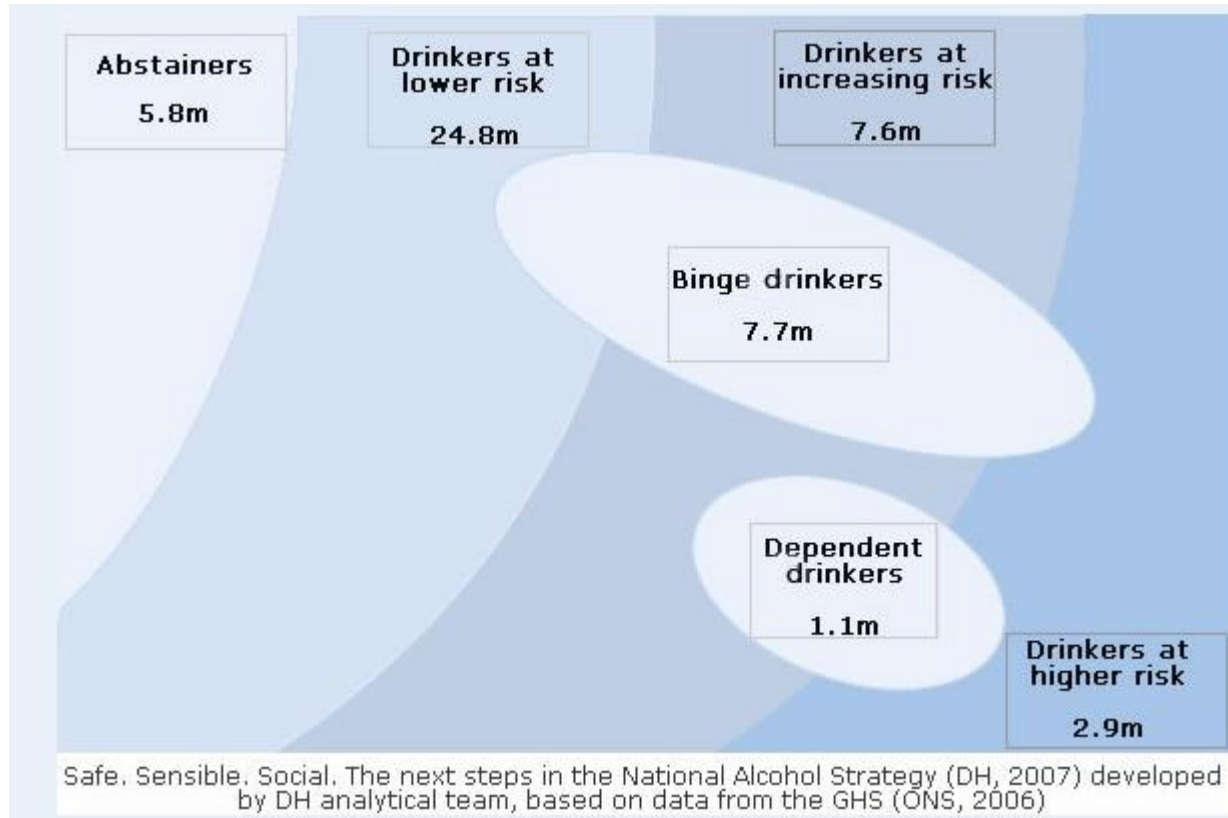 Abstainers
5.8m
Drinkers at
lower risk
24.8m
Drinkers at
increasing risk
7.6m
Binge drinkers
7.7m
Dependent
drinkers
1.1m
Drinkers at
higher risk
2.9m
Safe. Sensible. Social. The next steps in the National Alcohol Strategy (DH, 2007) developed
by DH analytical team, based on data from the GHS (ONS, 2006)